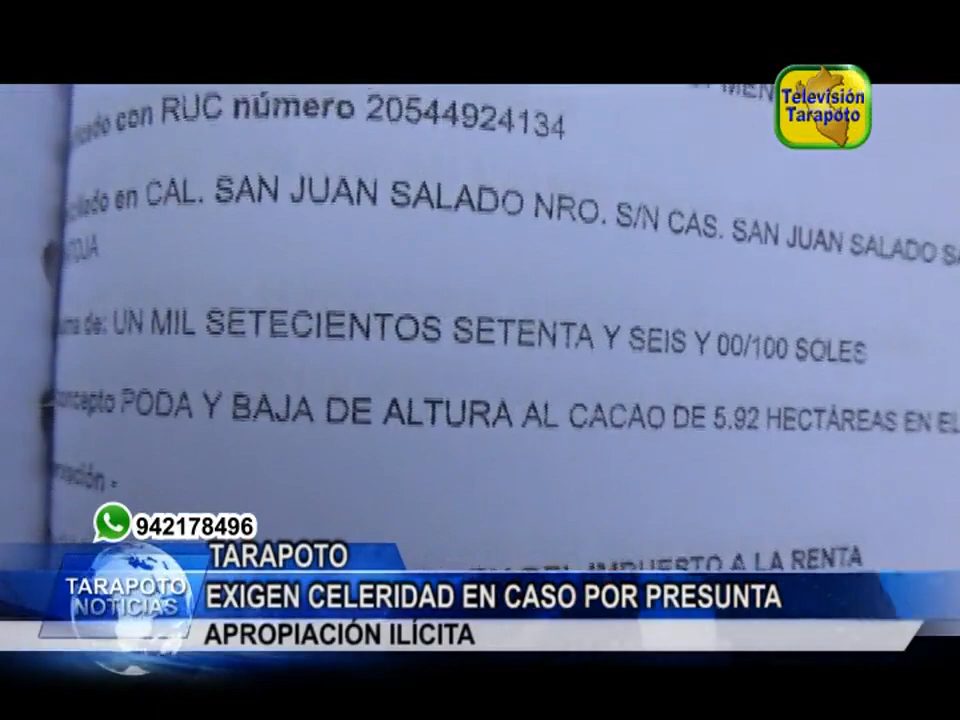 Televisión
Tarapoto
con RUC número 20544924134
en CAL. SAN JUAN SALADO NRO. S/N CAS. SAN JUAN SALADO
de: UN MIL SETECIENTOS SETENTA Y SEIS Y 00/100 SOLES
concepto PODA Y BAJA DE ALTURA AL CACAO DE 5.92 HECTÁREAS EN EL
IMPUESTO A LA RENTA
942178496
TARAPOTO
TARAPOTO
NOTICIAS
EXIGEN CELERIDAD EN CASO POR PRESUNTA
APROPIACIÓN ILÍCITA